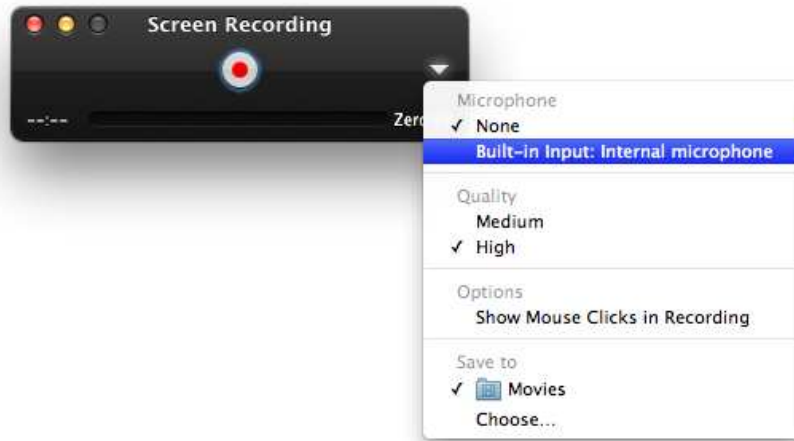 Screen Recording
--:--
Microphone
✓ None
Built-in Input: Internal microphone
Quality
Medium
✓ High
Options
Show Mouse Clicks in Recording
Save to
✓ Movies
Choose...